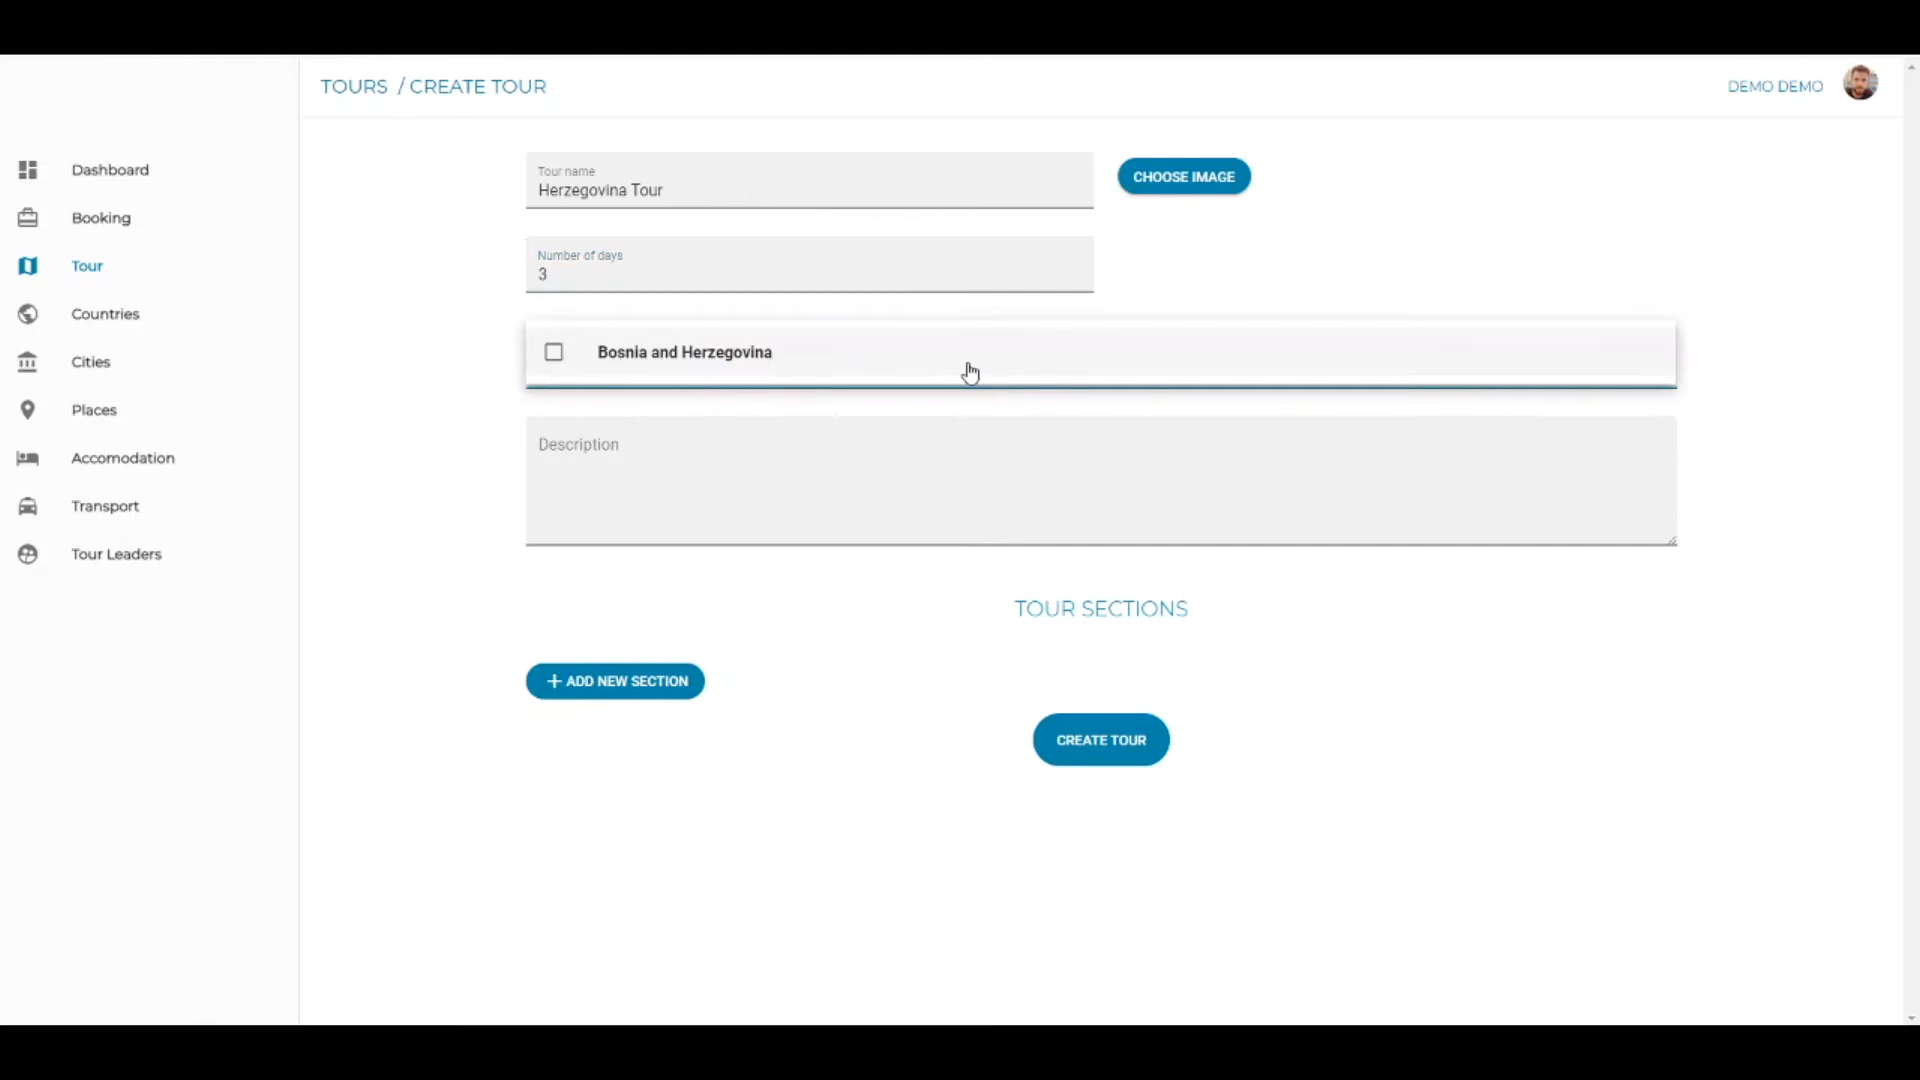 TOURS / CREATE TOUR
DEMO DEMO
Dashboard
Booking
Tour
Countries
Cities
Places
Accomodation
Transport
Tour Leaders
Tour name
Herzegovina Tour
CHOOSE IMAGE
Number of days
3
Bosnia and Herzegovina
Description
TOUR SECTIONS
+ ADD NEW SECTION
CREATE TOUR